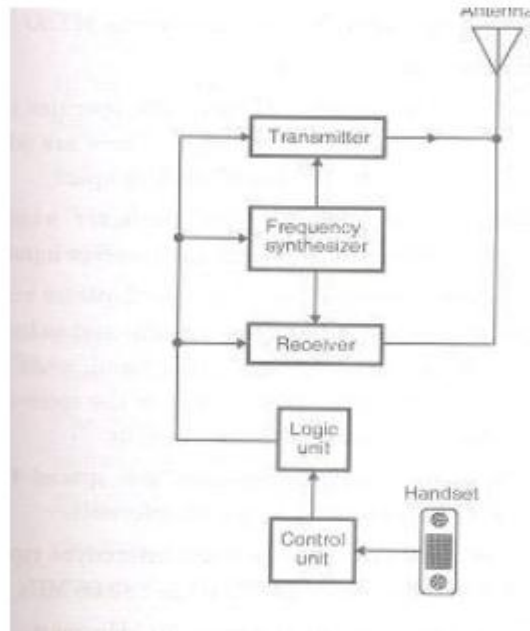 Antenna
Transmitter
Frequency
synthesizer
Receiver
Logic
unit
Handset
Control
unit